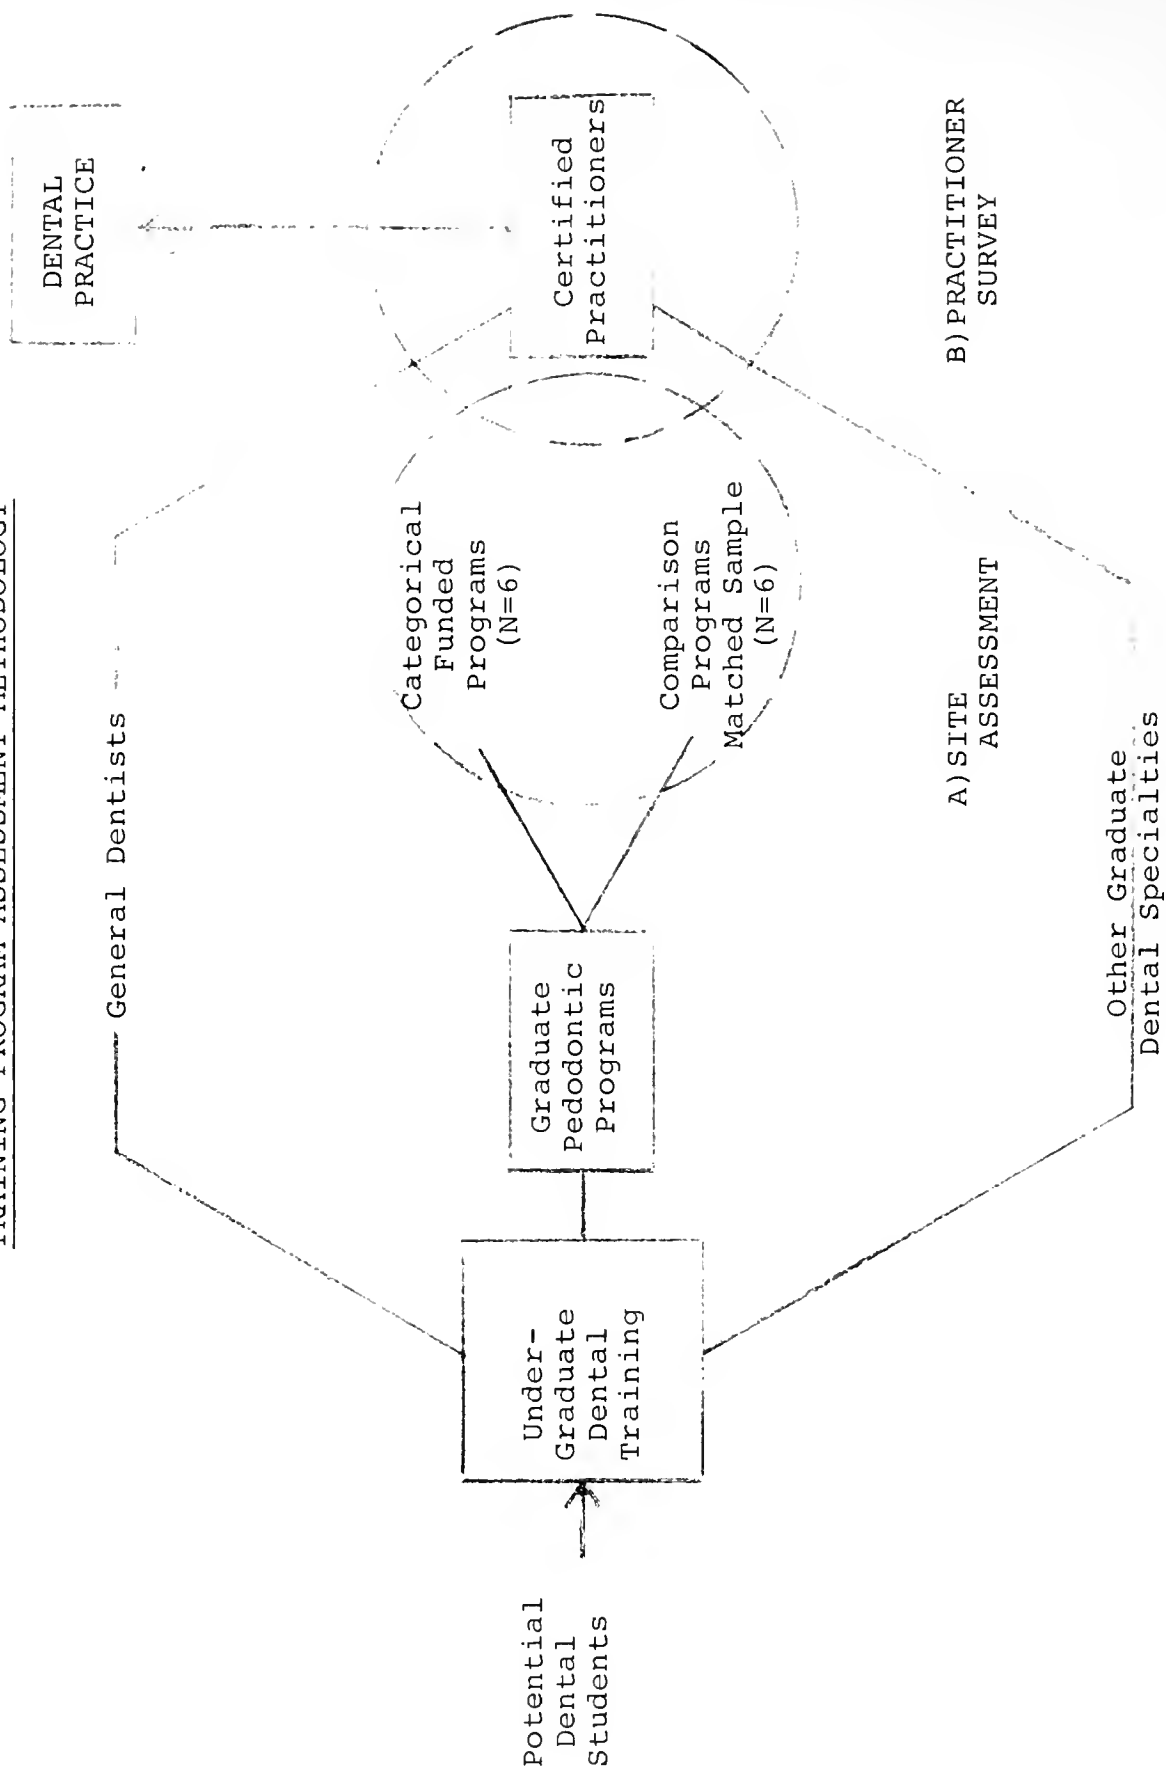 TRAINING PROGRAM ASSESSMENT METHODOLOGY
General Dentists
DENTAL
PRACTICE
Potential
Dental
Students
Under-
Graduate
Dental
Training
Graduate
Pedodontic
Programs
Categorical
Funded
Programs
(N=6)
Comparison
Programs
Matched Sample
(N=6)
Certified
Practitioners
A)SITE
ASSESSMENT
B)PRACTITIONER
SURVEY
Other Graduate
Dental Specialties